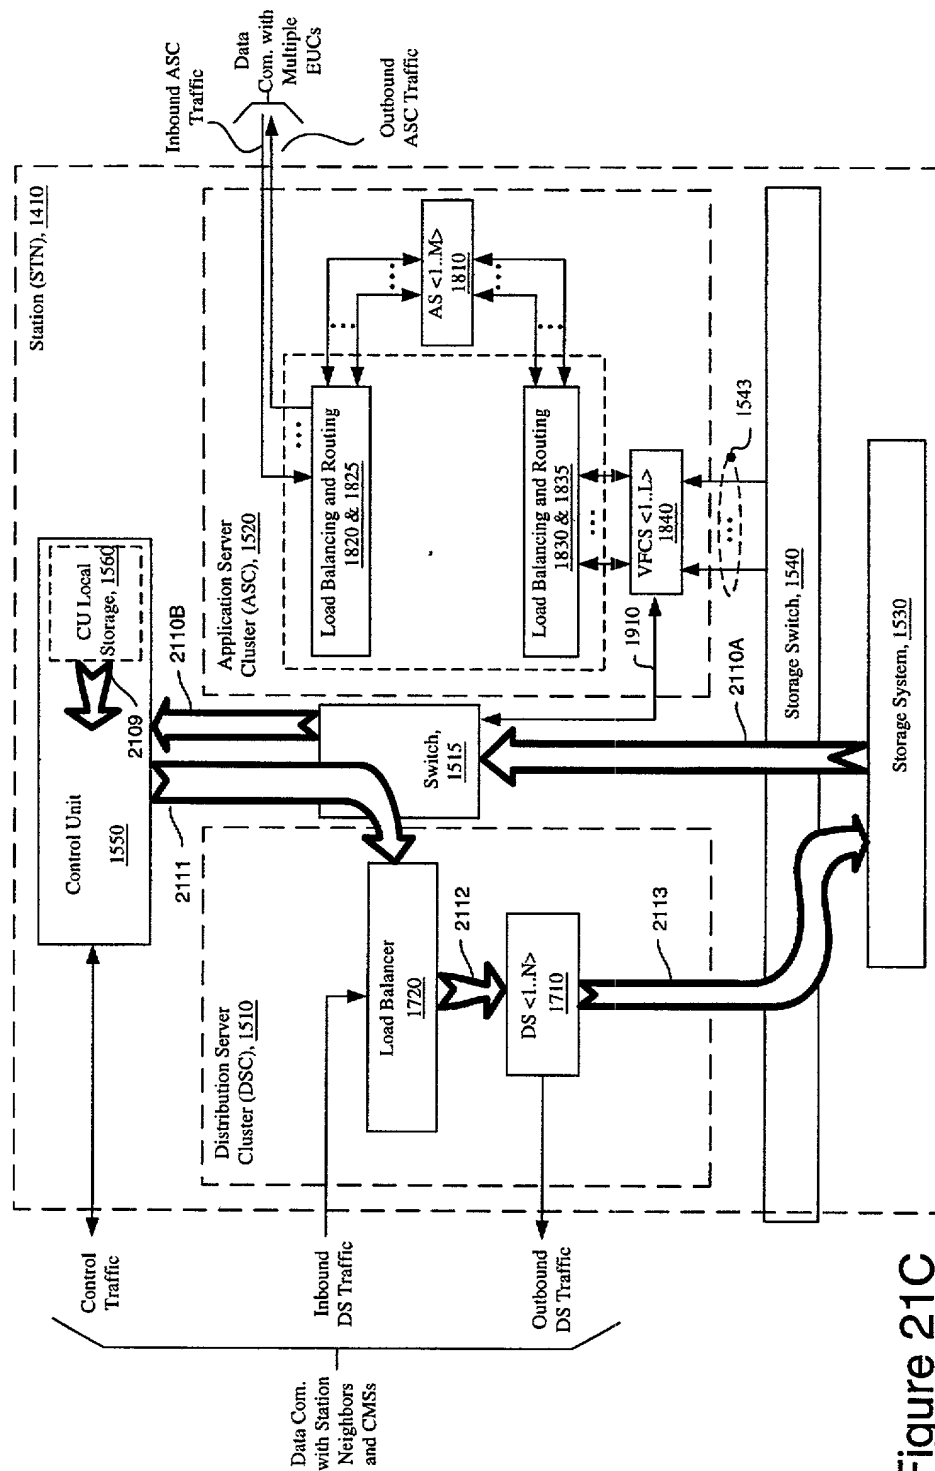 Station (STN), 1410
Control
Traffic
Control Unit
1550
CU Local
Storage, 1560
2109
2111
2110B
Inbound ASC
Traffic
Data
Com. with
Multiple
EUCs
Outbound
ASC Traffic
Data Com.
with Station
Neighbors
and CMSs
Distribution Server
Cluster (DSC), 1510
Application Server
Cluster (ASC), 1520
Inbound
DS Traffic
Load Balancer
1720
2112
Switch,
1515
Load Balancing and Routing
1820 & 1825
AS <1..M>
1810
Outbound
DS Traffic
DS <1..N>
1710
2113
Load Balancing and Routing
1830 & 1835
1910
VFCS <1..L>
1840
1543
2110A
Storage Switch, 1540
Storage System, 1530
Figure 21C